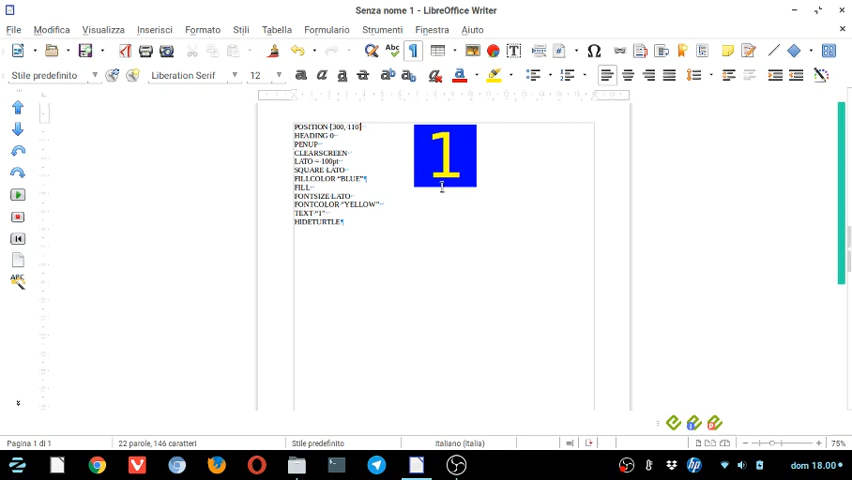 Senza nome 1 - LibreOffice Writer
File Modifica Visualizza Inserisci Formato Stili Tabella Formulario Strumenti Finestra Aiuto
Stile predefinito Liberation Serif 12
POSITION [300, 110]
HEADING 0
PENUP
CLEARSCREEN
LATO = 100pt
SQUARE LATO
FILLCOLOR “BLUE”
FILL
FONTSIZE LATO
FONTCOLOR “YELLOW”
TEXT “1”
HIDETURTLE
1
Pagina 1 di 1 22 parole, 146 caratteri Stile predefinito Italiano (Italia) 75%
dom 18.00